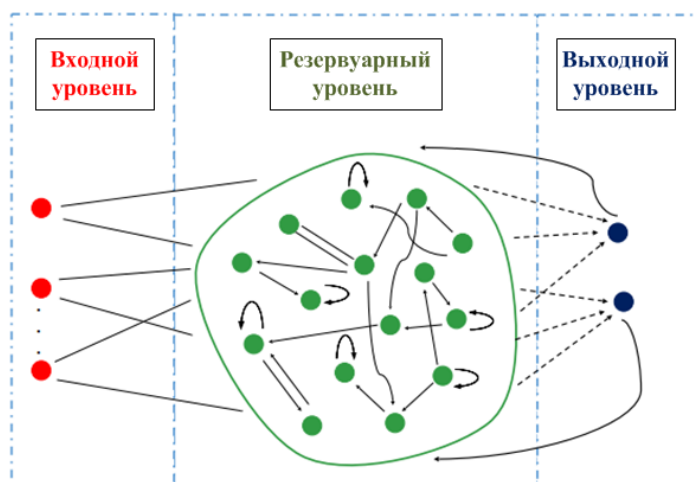 Входной
уровень
Резервуарный
уровень
Выходной
уровень